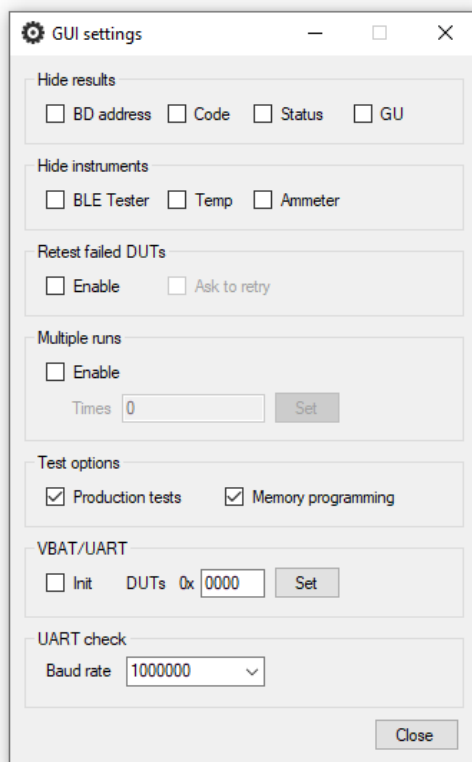 GUI settings
Hide results
BD address Code Status GU
Hide instruments
BLE Tester Temp Ammeter
Retest failed DUTs
Enable Ask to retry
Multiple runs
Enable
Times 0 Set
Test options
Production tests Memory programming
VBAT/UART
Init DUTs 0x 0000 Set
UART check
Baud rate 1000000
Close